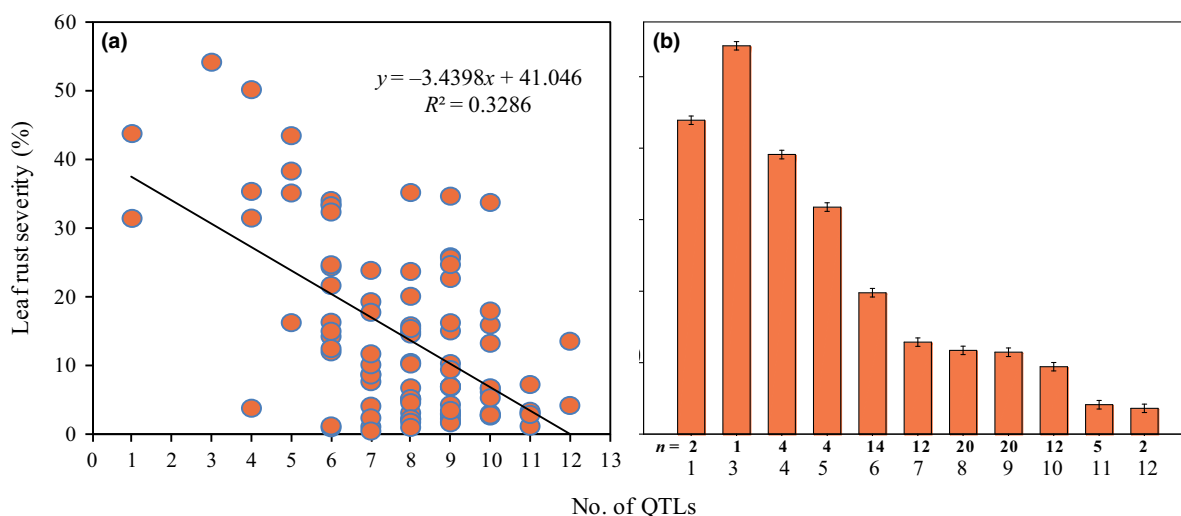 (a)
y = –3.4398x + 41.046
R² = 0.3286
Leaf rust severity (%)
60
50
40
30
20
10
0
0 1 2 3 4 5 6 7 8 9 10 11 12 13
(b)
n = 2 1 4 4 14 12 20 20 12 5 2
1 3 4 5 6 7 8 9 10 11 12
No. of QTLs